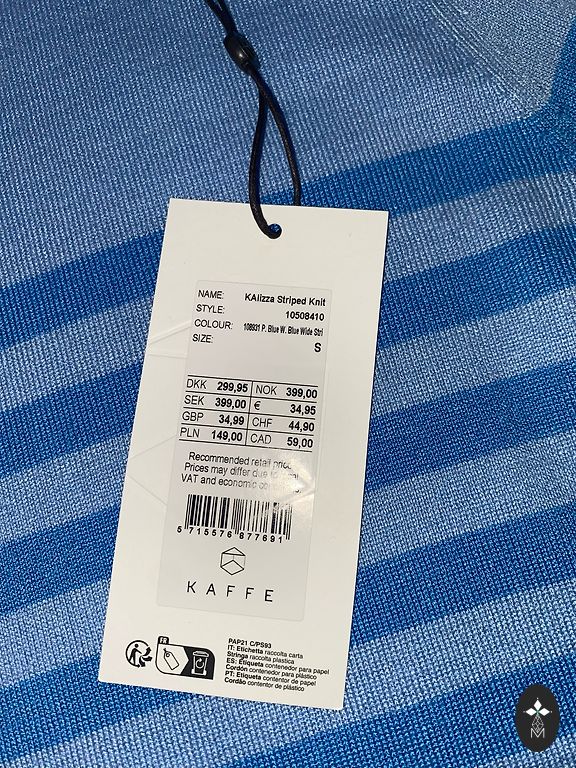 NAME: KAlizza Striped Knit
STYLE: 10508410
COLOUR: 108931 P. Blue W. Blue Wide Stri
SIZE: S
DKK 299,95 NOK 399,00
SEK 399,00 € 34,95
GBP 34,99 CHF 44,90
PLN 149,00 CAD 59,00
Recommended retail price
Prices may differ due to
VAT and economic
5 715576 877691
KAFFE
FR
PAP21 C/PS93
IT: Etichetta raccolta carta
Stringa raccolta plastica
ES: Etiqueta contenedor para papel
Cordón contenedor para plástico
PT: Etiqueta contentor de papel
Cordão contentor de plástico
M